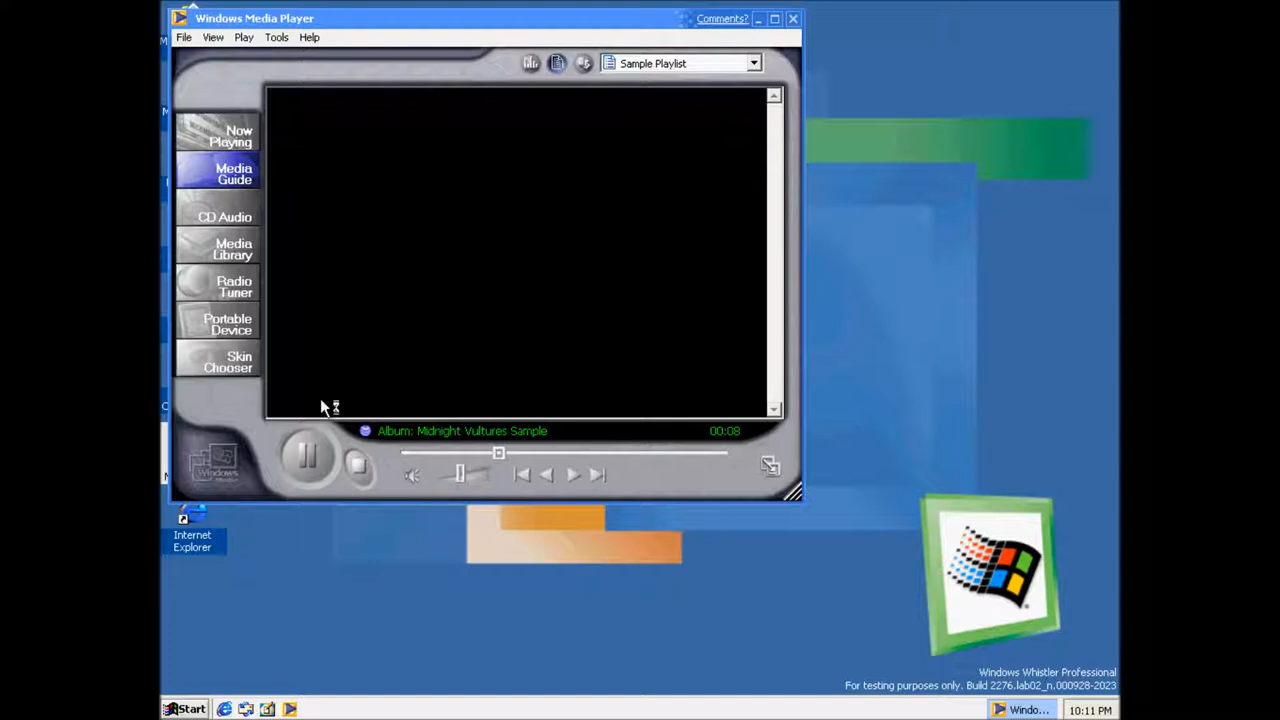 Windows Media Player
Comments?
File View Play Tools Help
Sample Playlist
Now Playing
Media Guide
CD Audio
Media Library
Radio Tuner
Portable Device
Skin Chooser
Album: Midnight Vultures Sample 00:08
Windows
Internet Explorer
Windows Whistler Professional
For testing purposes only. Build 2276.lab02_n.000928-2023
Start
Windo...
10:11 PM